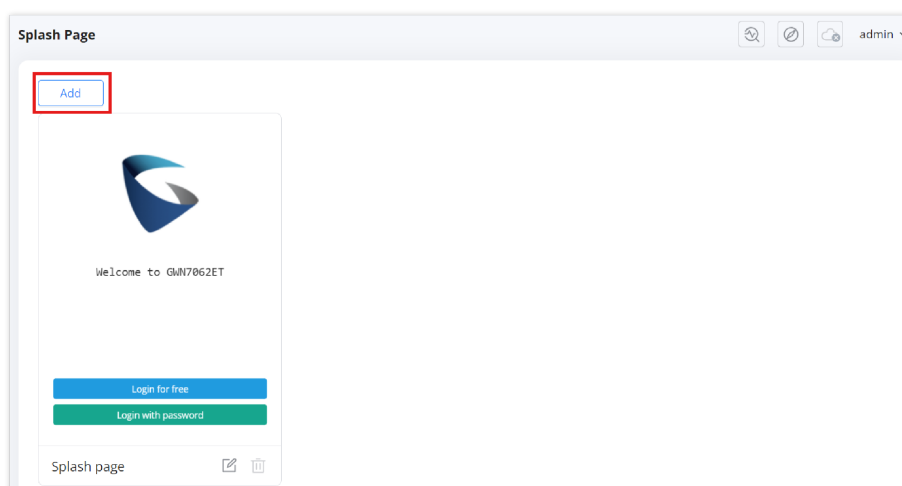 Splash Page
admin
Add
Welcome to GWN7062ET
Login for free
Login with password
Splash page